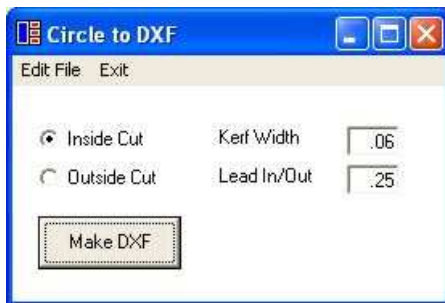 Circle to DXF
Edit File Exit
Inside Cut Kerf Width .06
Outside Cut Lead In/Out .25
Make DXF